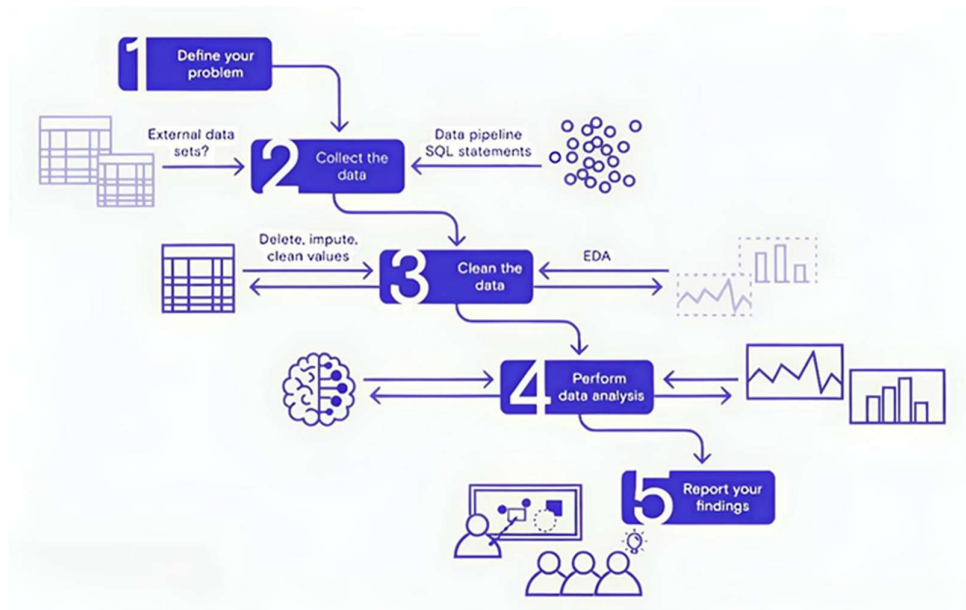 1 Define your
problem
External data
sets?
2 Collect the
data
Data pipeline
SQL statements
Delete, impute,
clean values
3 Clean the
data
EDA
4 Perform
data analysis
5 Report your
findings